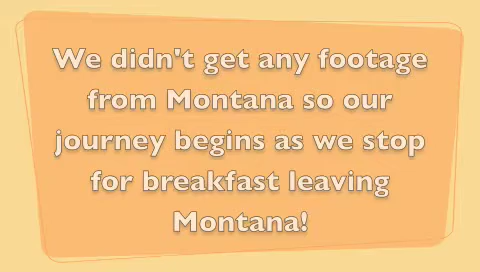 We didn't get any footage
from Montana so our
journey begins as we stop
for breakfast leaving
Montana!